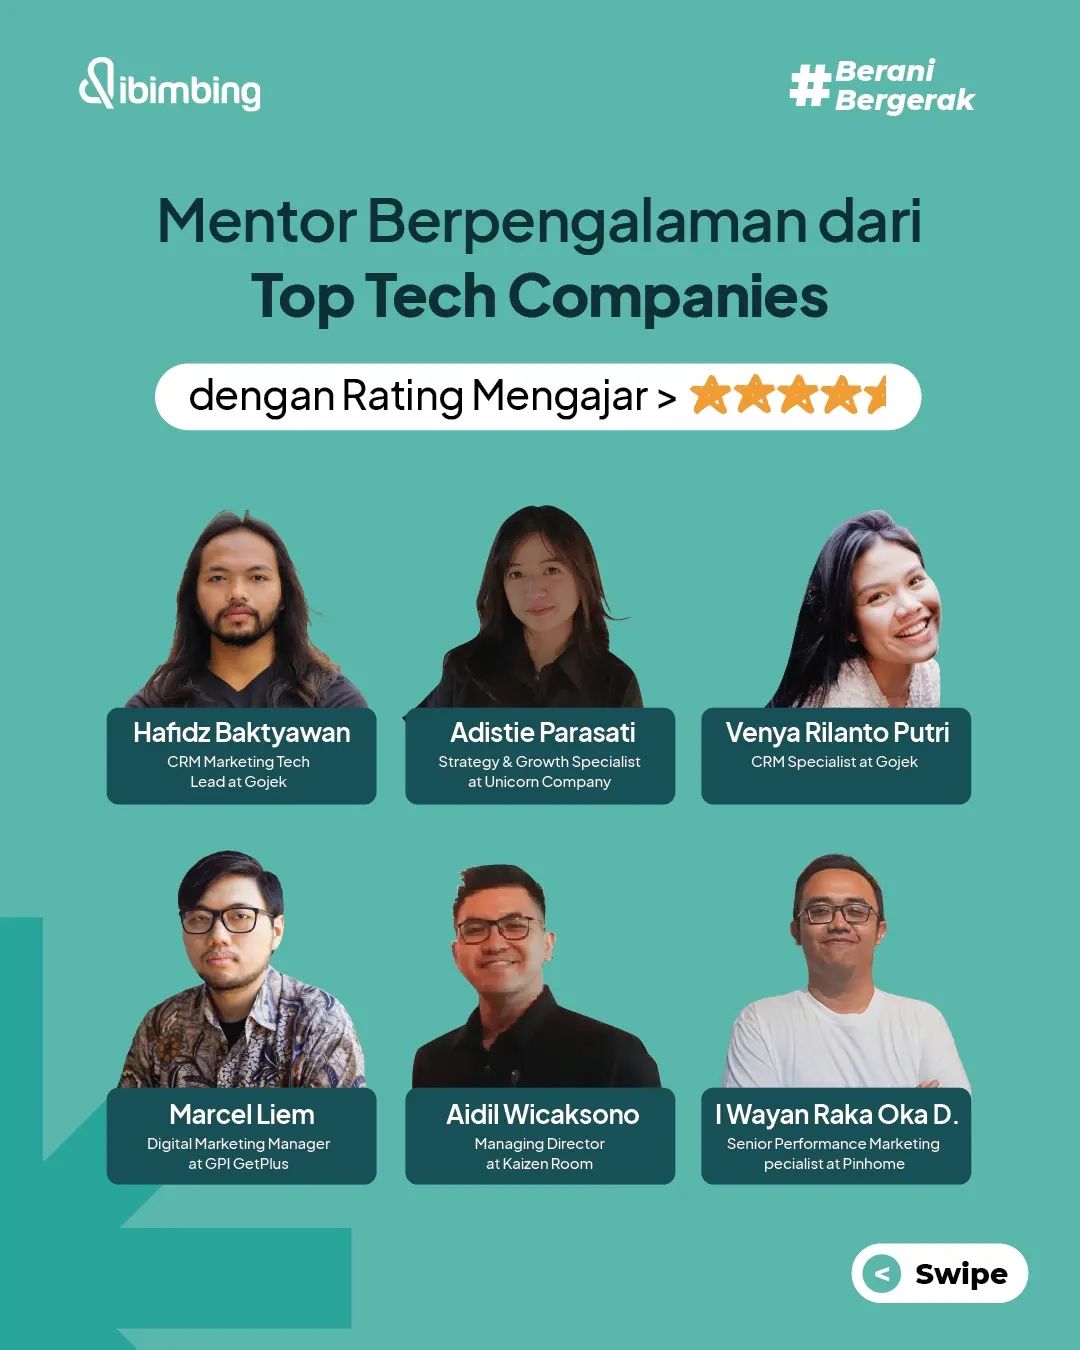 ibimbing
#Berani
Bergerak
Mentor Berpengalaman dari
Top Tech Companies
dengan Rating Mengajar >
Hafidz Baktyawan
CRM Marketing Tech
Lead at Gojek
Adistie Parasati
Strategy & Growth Specialist
at Unicorn Company
Venya Rilanto Putri
CRM Specialist at Gojek
Marcel Liem
Digital Marketing Manager
at GPI GetPlus
Aidil Wicaksono
Managing Director
at Kaizen Room
I Wayan Raka Oka D.
Senior Performance Marketing
pecialist at Pinhome
< Swipe